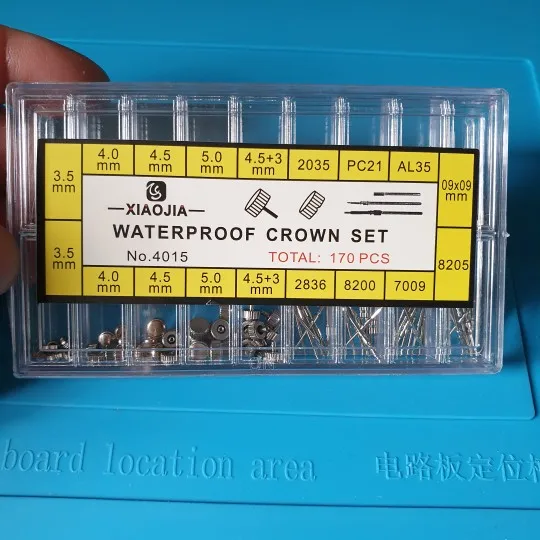 3.5 mm
4.0 mm
4.5 mm
5.0 mm
4.5+3 mm
2035
PC21
AL35
09x09 mm
XIAOJIA
WATERPROOF CROWN SET
No.4015
TOTAL: 170 PCS
3.5 mm
4.0 mm
4.5 mm
5.0 mm
4.5+3 mm
2836
8200
7009
8205
board location area
电路板定位